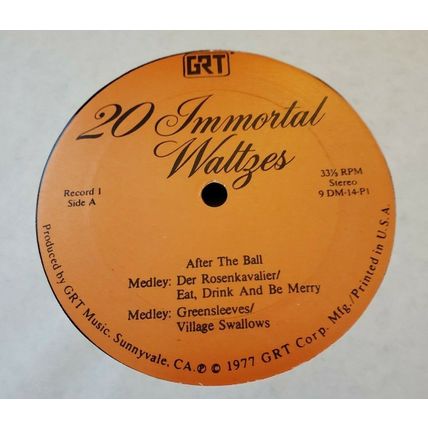 GRT
20 Immortal
Waltzes
Record 1
Side A
33⅓ RPM
Stereo
9 DM-14-P1
After The Ball
Medley: Der Rosenkavalier/
Eat, Drink And Be Merry
Medley: Greensleeves/
Village Swallows
Produced by GRT Music, Sunnyvale, CA. ℗ © 1977 GRT Corp. Mfg./Printed in U.S.A.